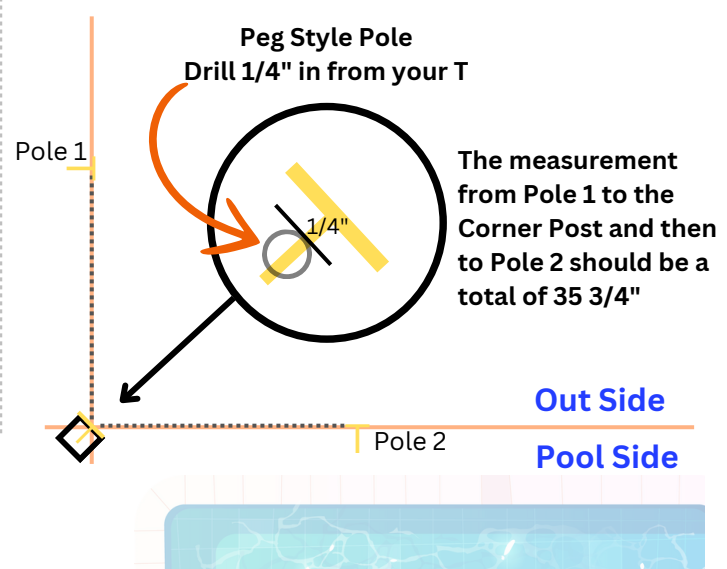 Peg Style Pole
Drill 1/4" in from your T
Pole 1
1/4"
The measurement
from Pole 1 to the
Corner Post and then
to Pole 2 should be a
total of 35 3/4"
Out Side
Pole 2
Pool Side